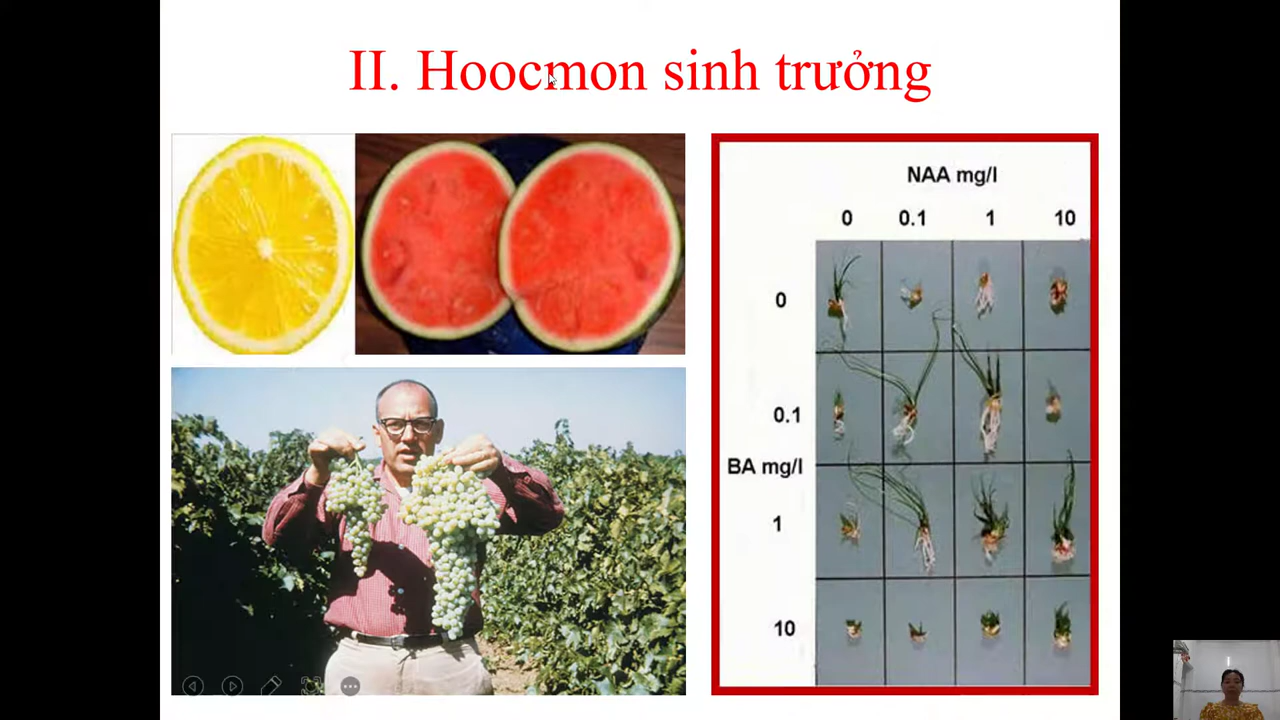 II. Hoocmon sinh trưởng
NAA mg/l
0 0.1 1 10
0
0.1
BA mg/l
1
10